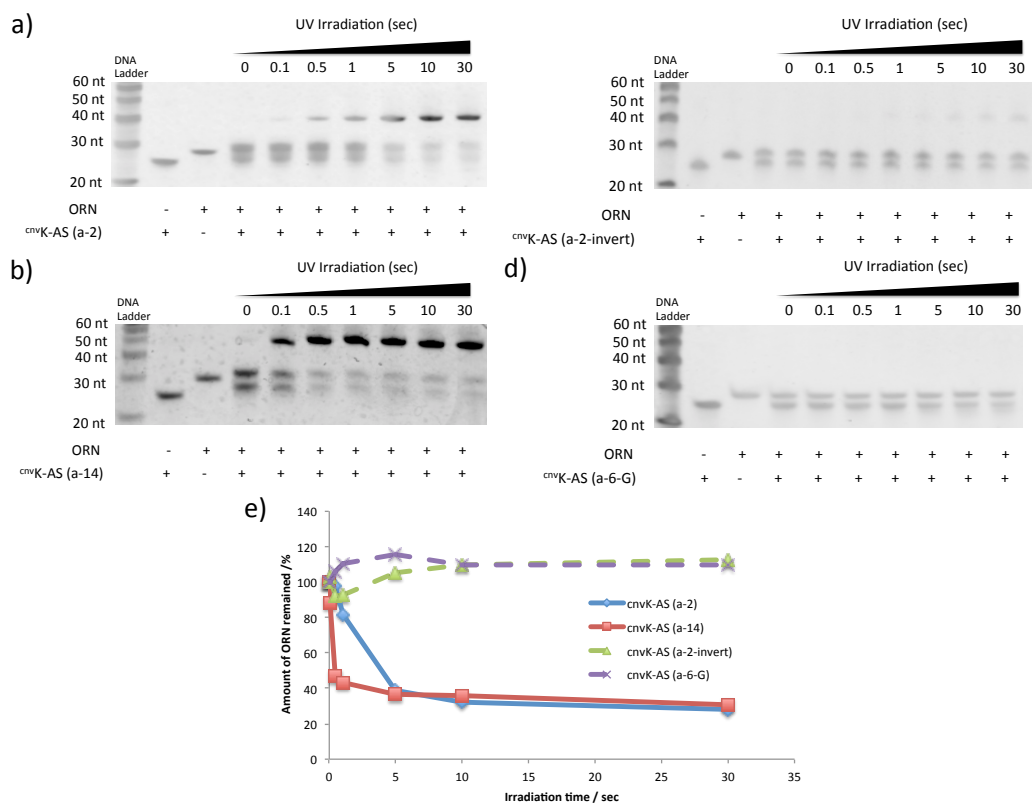 a)
UV Irradiation (sec)
DNA
Ladder
0 0.1 0.5 1 5 10 30
60 nt
50 nt
40 nt
30 nt
20 nt
ORN - + + + + + + + +
cnvK-AS (a-2) + - + + + + + + +
UV Irradiation (sec)
DNA
Ladder
0 0.1 0.5 1 5 10 30
60 nt
50 nt
40 nt
30 nt
20 nt
- + + + + + + + + ORN
cnvK-AS (a-2-invert) + - + + + + + + +
b)
UV Irradiation (sec)
DNA
Ladder
0 0.1 0.5 1 5 10 30
60 nt
50 nt
40 nt
30 nt
20 nt
ORN - + + + + + + + +
cnvK-AS (a-14) + - + + + + + + +
d)
UV Irradiation (sec)
DNA
Ladder
0 0.1 0.5 1 5 10 30
60 nt
50 nt
40 nt
30 nt
20 nt
ORN - + + + + + + + +
cnvK-AS (a-6-G) + - + + + + + + +
e)
Amount of ORN remained /%
140
120
100
80
60
40
20
0
cnvK-AS (a-2)
cnvK-AS (a-14)
cnvK-AS (a-2-invert)
cnvK-AS (a-6-G)
0 5 10 15 20 25 30 35
Irradiation time / sec